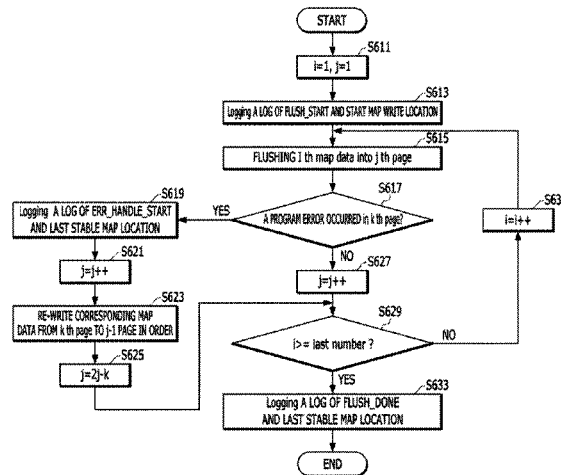 START
S611
i=1, j=1
S613
Logging A LOG OF FLUSH_START AND START MAP WRITE LOCATION
S615
FLUSHING I th map data into j th page
S617
A PROGRAM ERROR OCCURRED in k th page?
YES
NO
S619
Logging A LOG OF ERR_HANDLE_START
AND LAST STABLE MAP LOCATION
S621
j=j++
S623
RE-WRITE CORRESPONDING MAP
DATA FROM k th page TO j-1 PAGE IN ORDER
S625
j=2j-k
S627
j=j++
S629
i>= last number ?
NO
YES
S63
i=i++
S633
Logging A LOG OF FLUSH_DONE
AND LAST STABLE MAP LOCATION
END